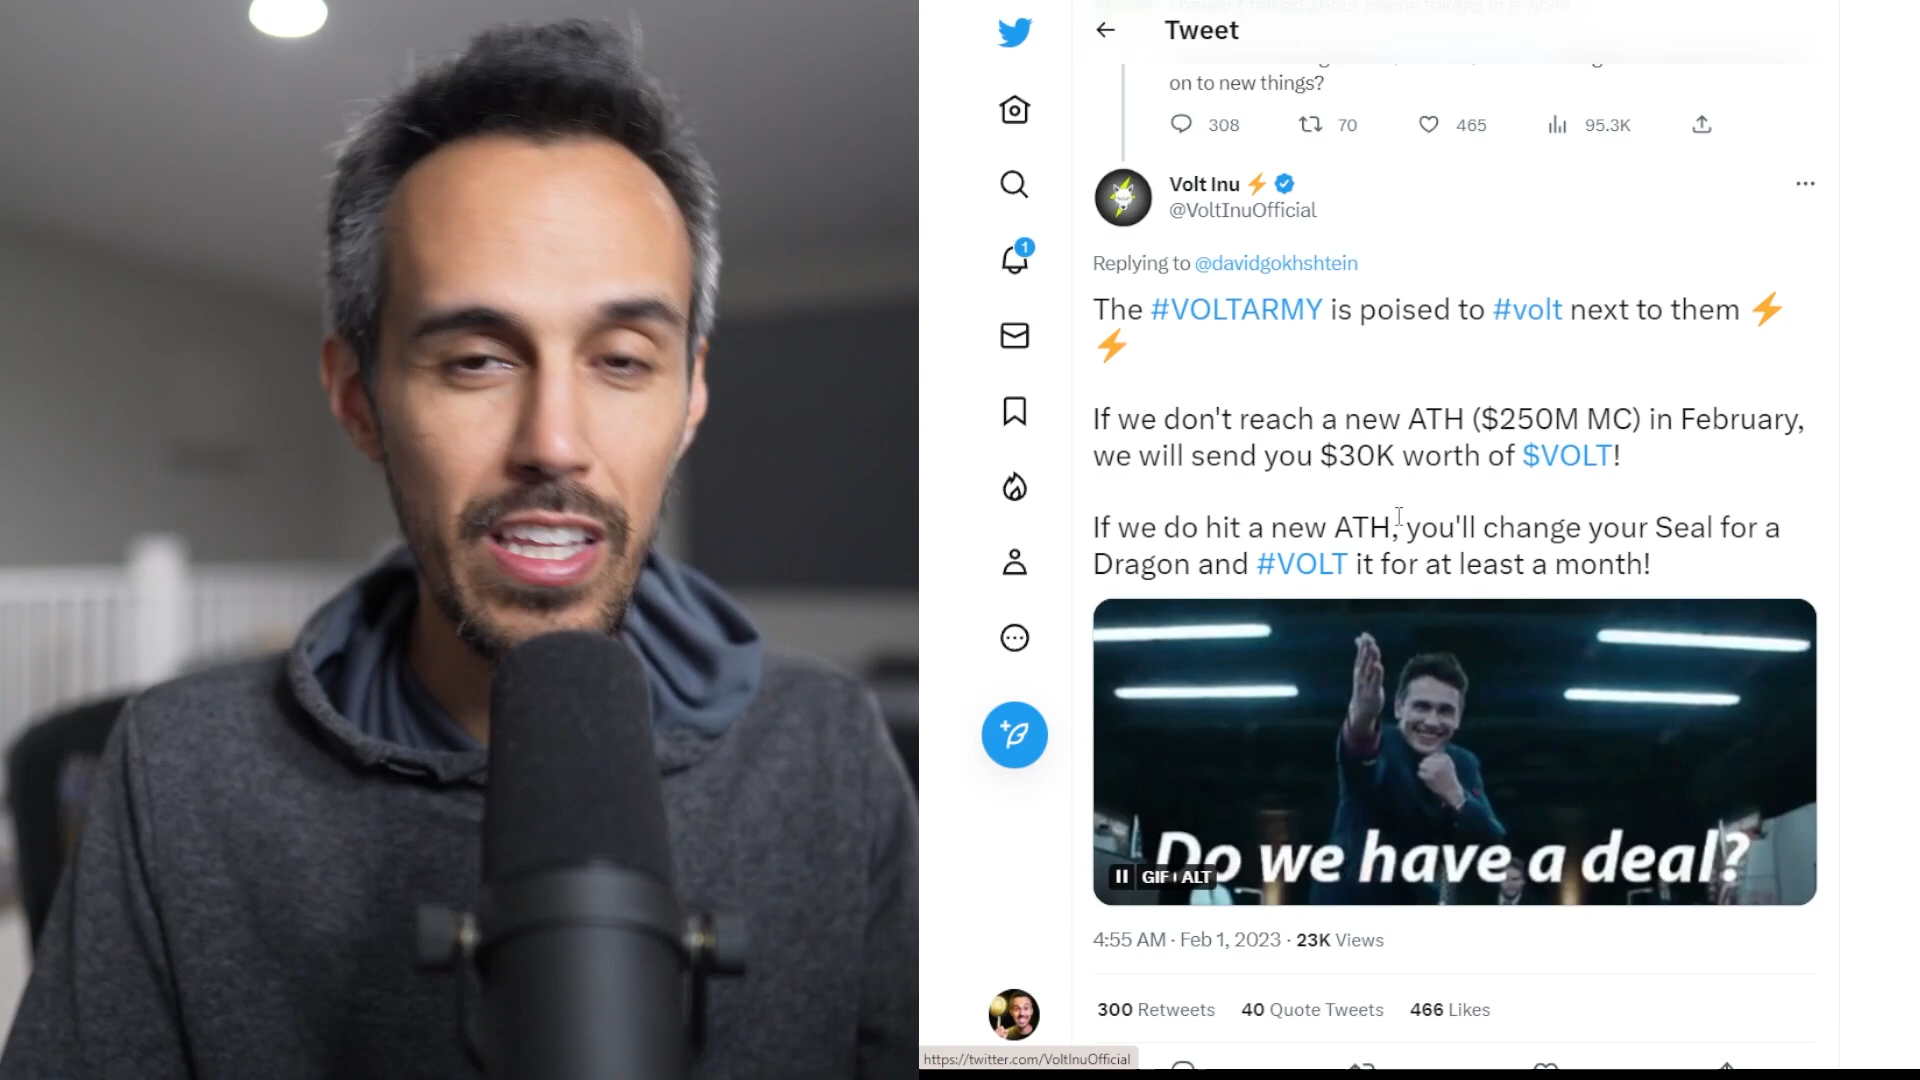 Tweet
on to new things?
308 70 465 95.3K
Volt Inu ⚡
@VoltInuOfficial
1
Replying to @davidgokhshtein
The #VOLTARMY is poised to #volt next to them ⚡
⚡
If we don't reach a new ATH ($250M MC) in February,
we will send you $30K worth of $VOLT!
If we do hit a new ATH, you'll change your Seal for a
Dragon and #VOLT it for at least a month!
Do we have a deal?
GIF ALT
4:55 AM · Feb 1, 2023 · 23K Views
300 Retweets 40 Quote Tweets 466 Likes
https://twitter.com/VoltInuOfficial